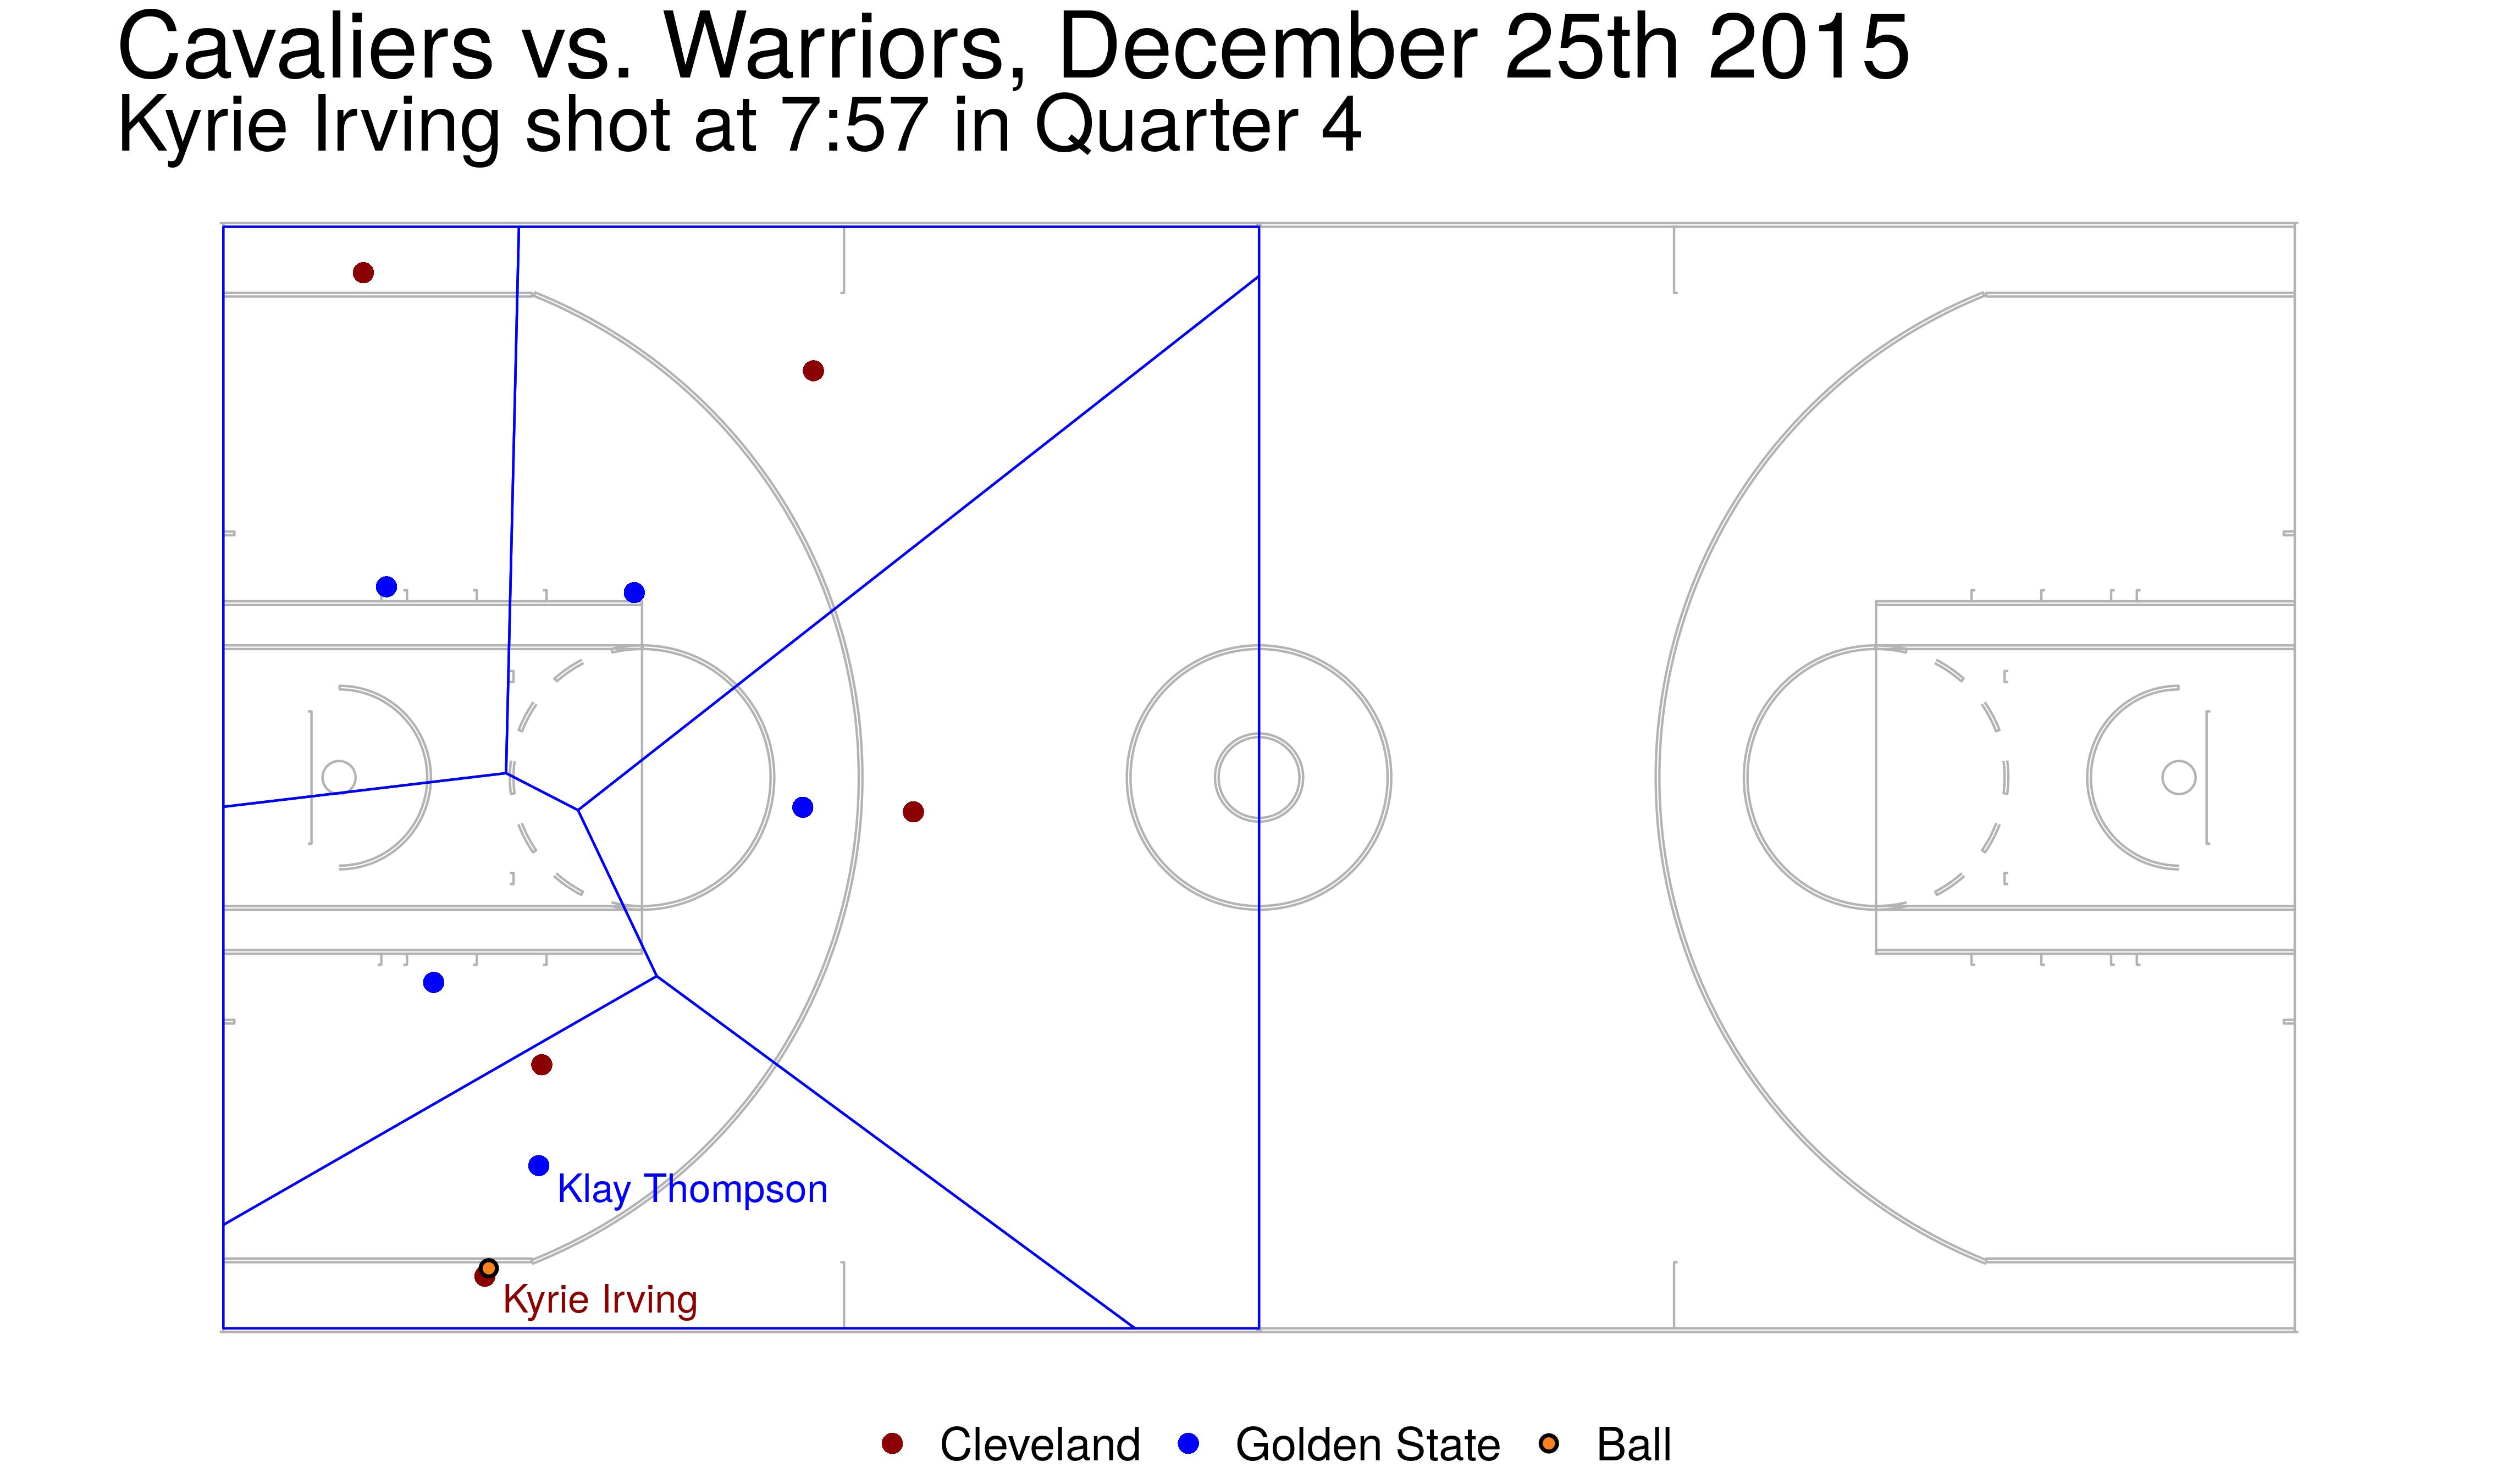 Cavaliers vs. Warriors, December 25th 2015
Kyrie Irving shot at 7:57 in Quarter 4
Klay Thompson
Kyrie Irving
Cleveland Golden State Ball